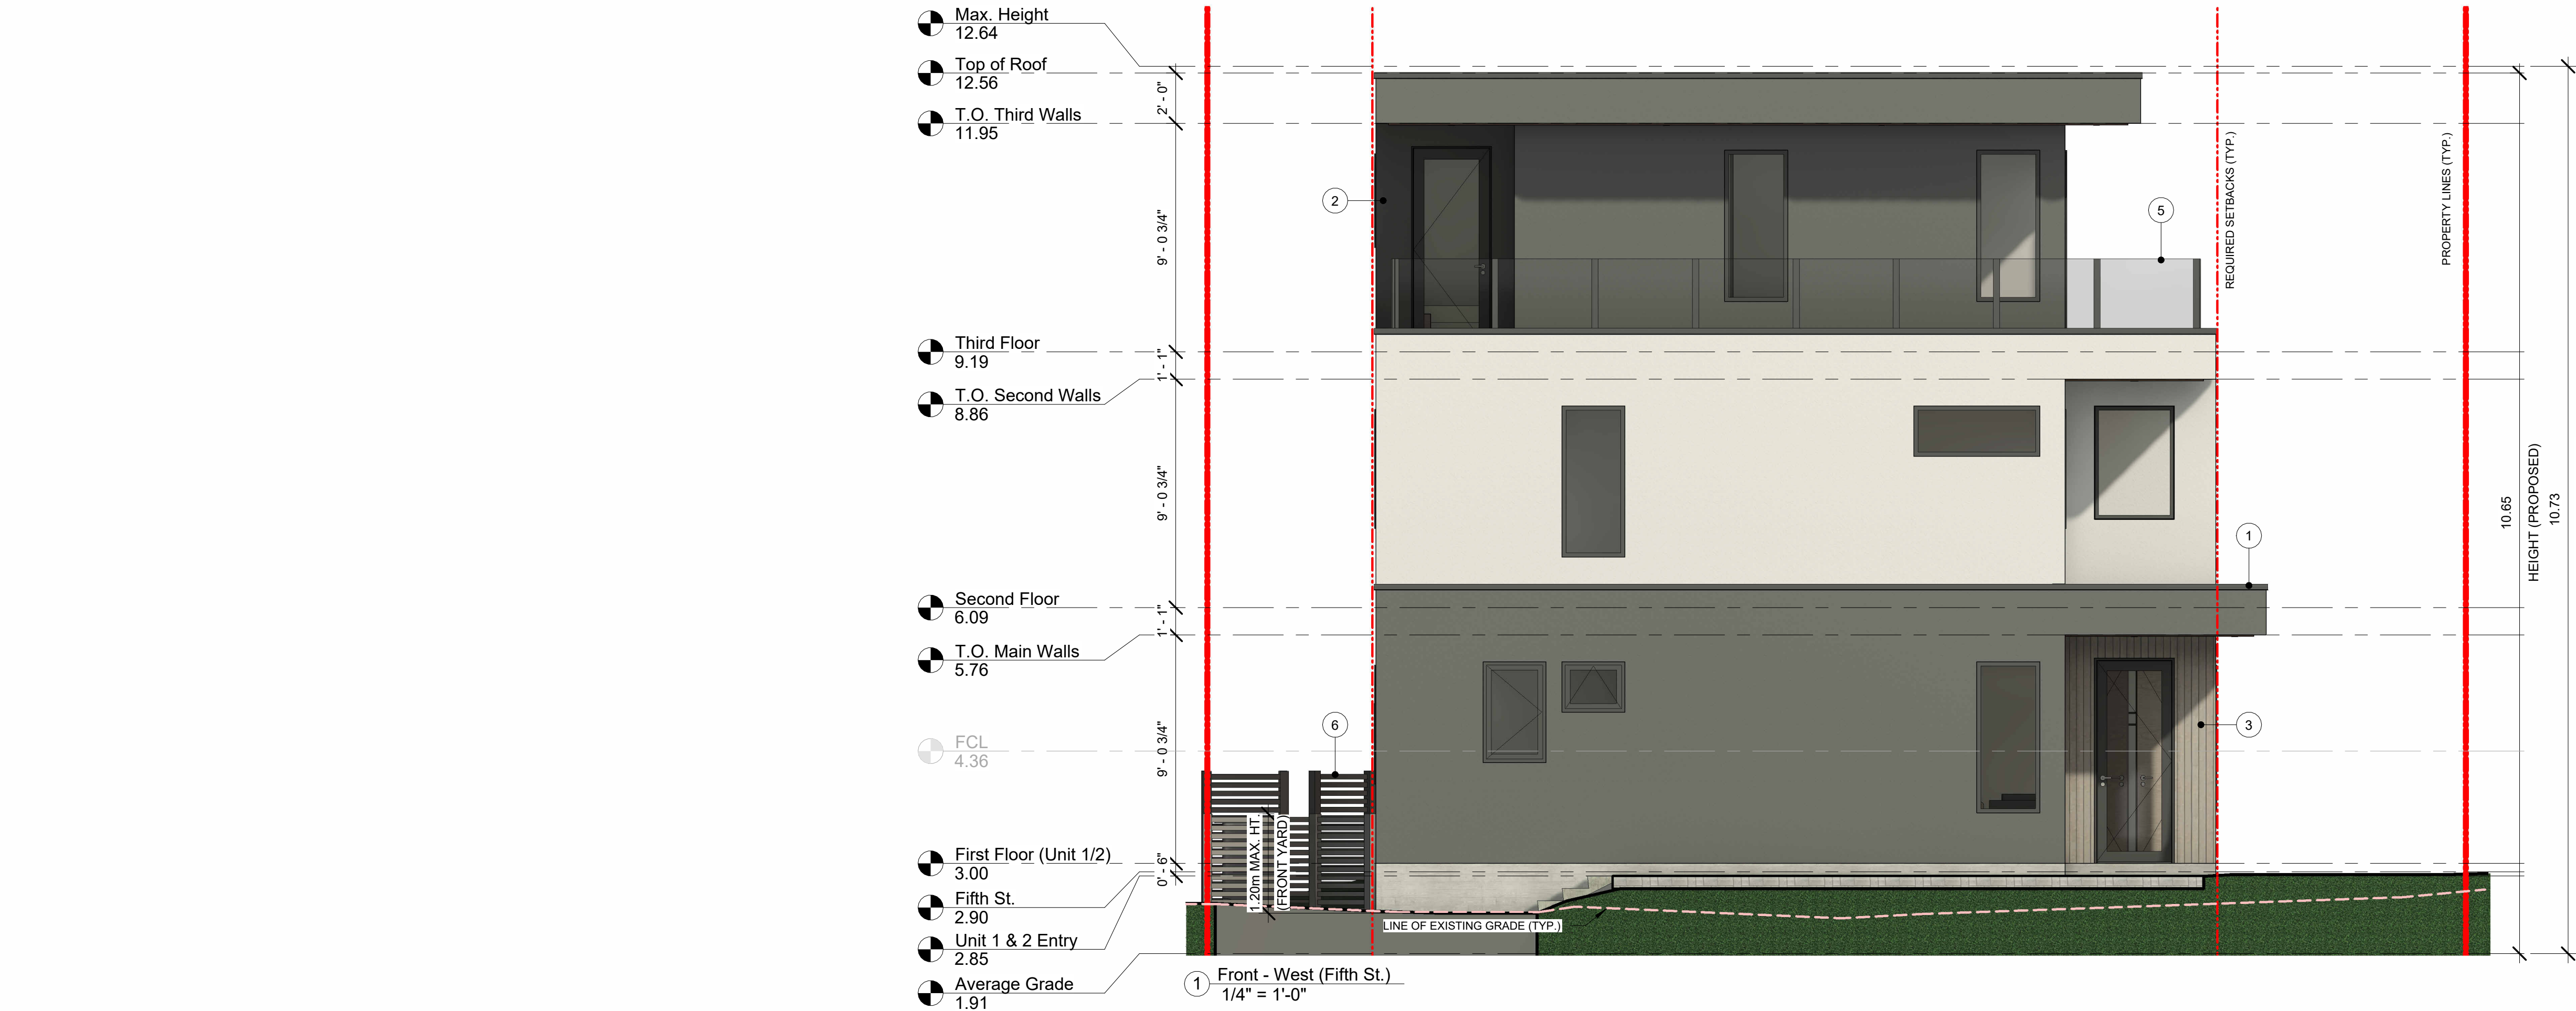 Max. Height
12.64
Top of Roof
12.56
T.O. Third Walls
11.95
Third Floor
9.19
T.O. Second Walls
8.86
Second Floor
6.09
T.O. Main Walls
5.76
FCL
4.36
First Floor (Unit 1/2)
3.00
Fifth St.
2.90
Unit 1 & 2 Entry
2.85
Average Grade
1.91
2' - 0"
9' - 0 3/4"
1' - 1"
9' - 0 3/4"
1' - 1"
9' - 0 3/4"
0' - 6"
2
5
1
6
3
1.20m MAX. HT.
(FRONT YARD)
LINE OF EXISTING GRADE (TYP.)
REQUIRED SETBACKS (TYP.)
PROPERTY LINES (TYP.)
10.65
HEIGHT (PROPOSED)
10.73
1
Front - West (Fifth St.)
1/4" = 1'-0"